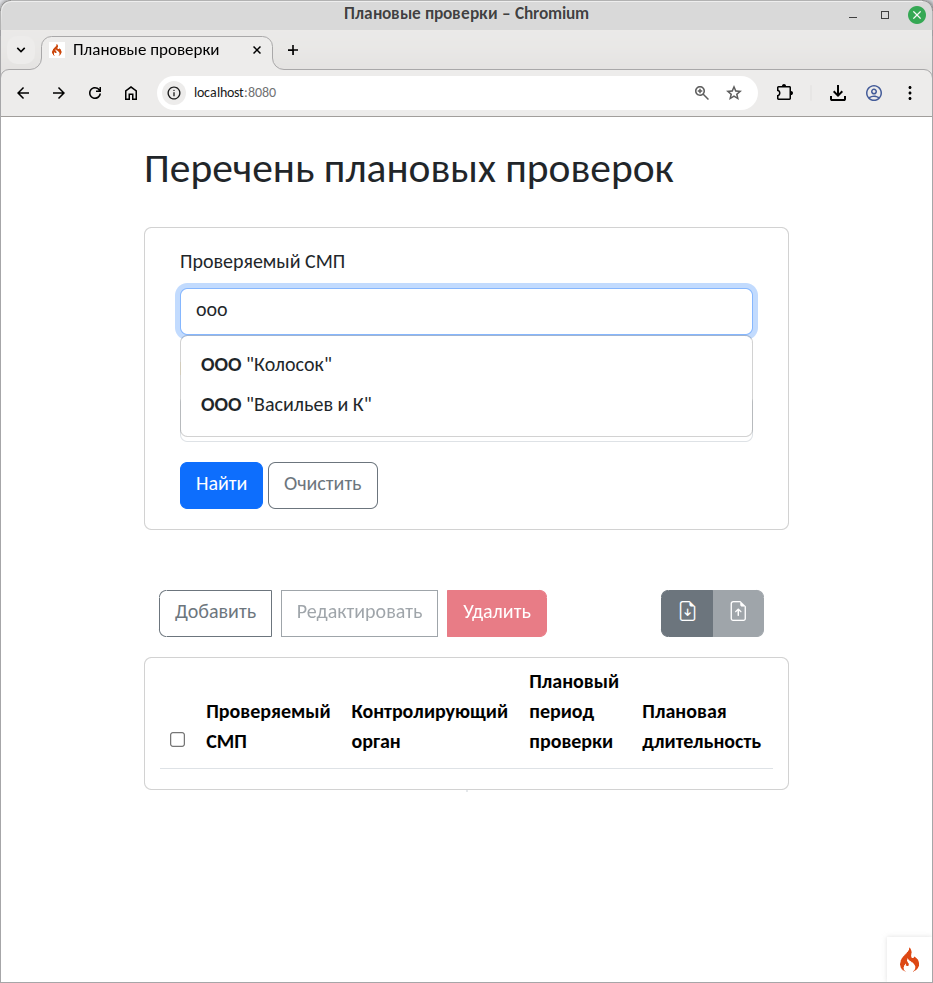 Плановые проверки – Chromium
Плановые проверки
localhost:8080
Перечень плановых проверок
Проверяемый СМП
ооо
ООО "Колосок"
ООО "Васильев и К"
Найти Очистить
Добавить Редактировать Удалить
Проверяемый СМП
Контролирующий орган
Плановый период проверки
Плановая длительность